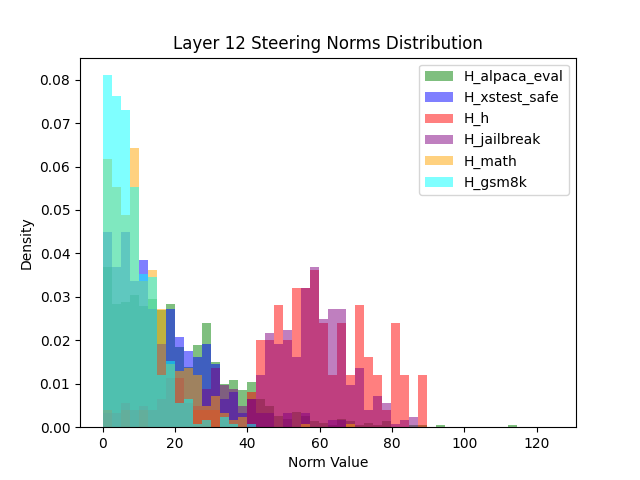 Layer 12 Steering Norms Distribution
H_alpaca_eval
H_xstest_safe
H_h
H_jailbreak
H_math
H_gsm8k
Density
0.08
0.07
0.06
0.05
0.04
0.03
0.02
0.01
0.00
0 20 40 60 80 100 120
Norm Value